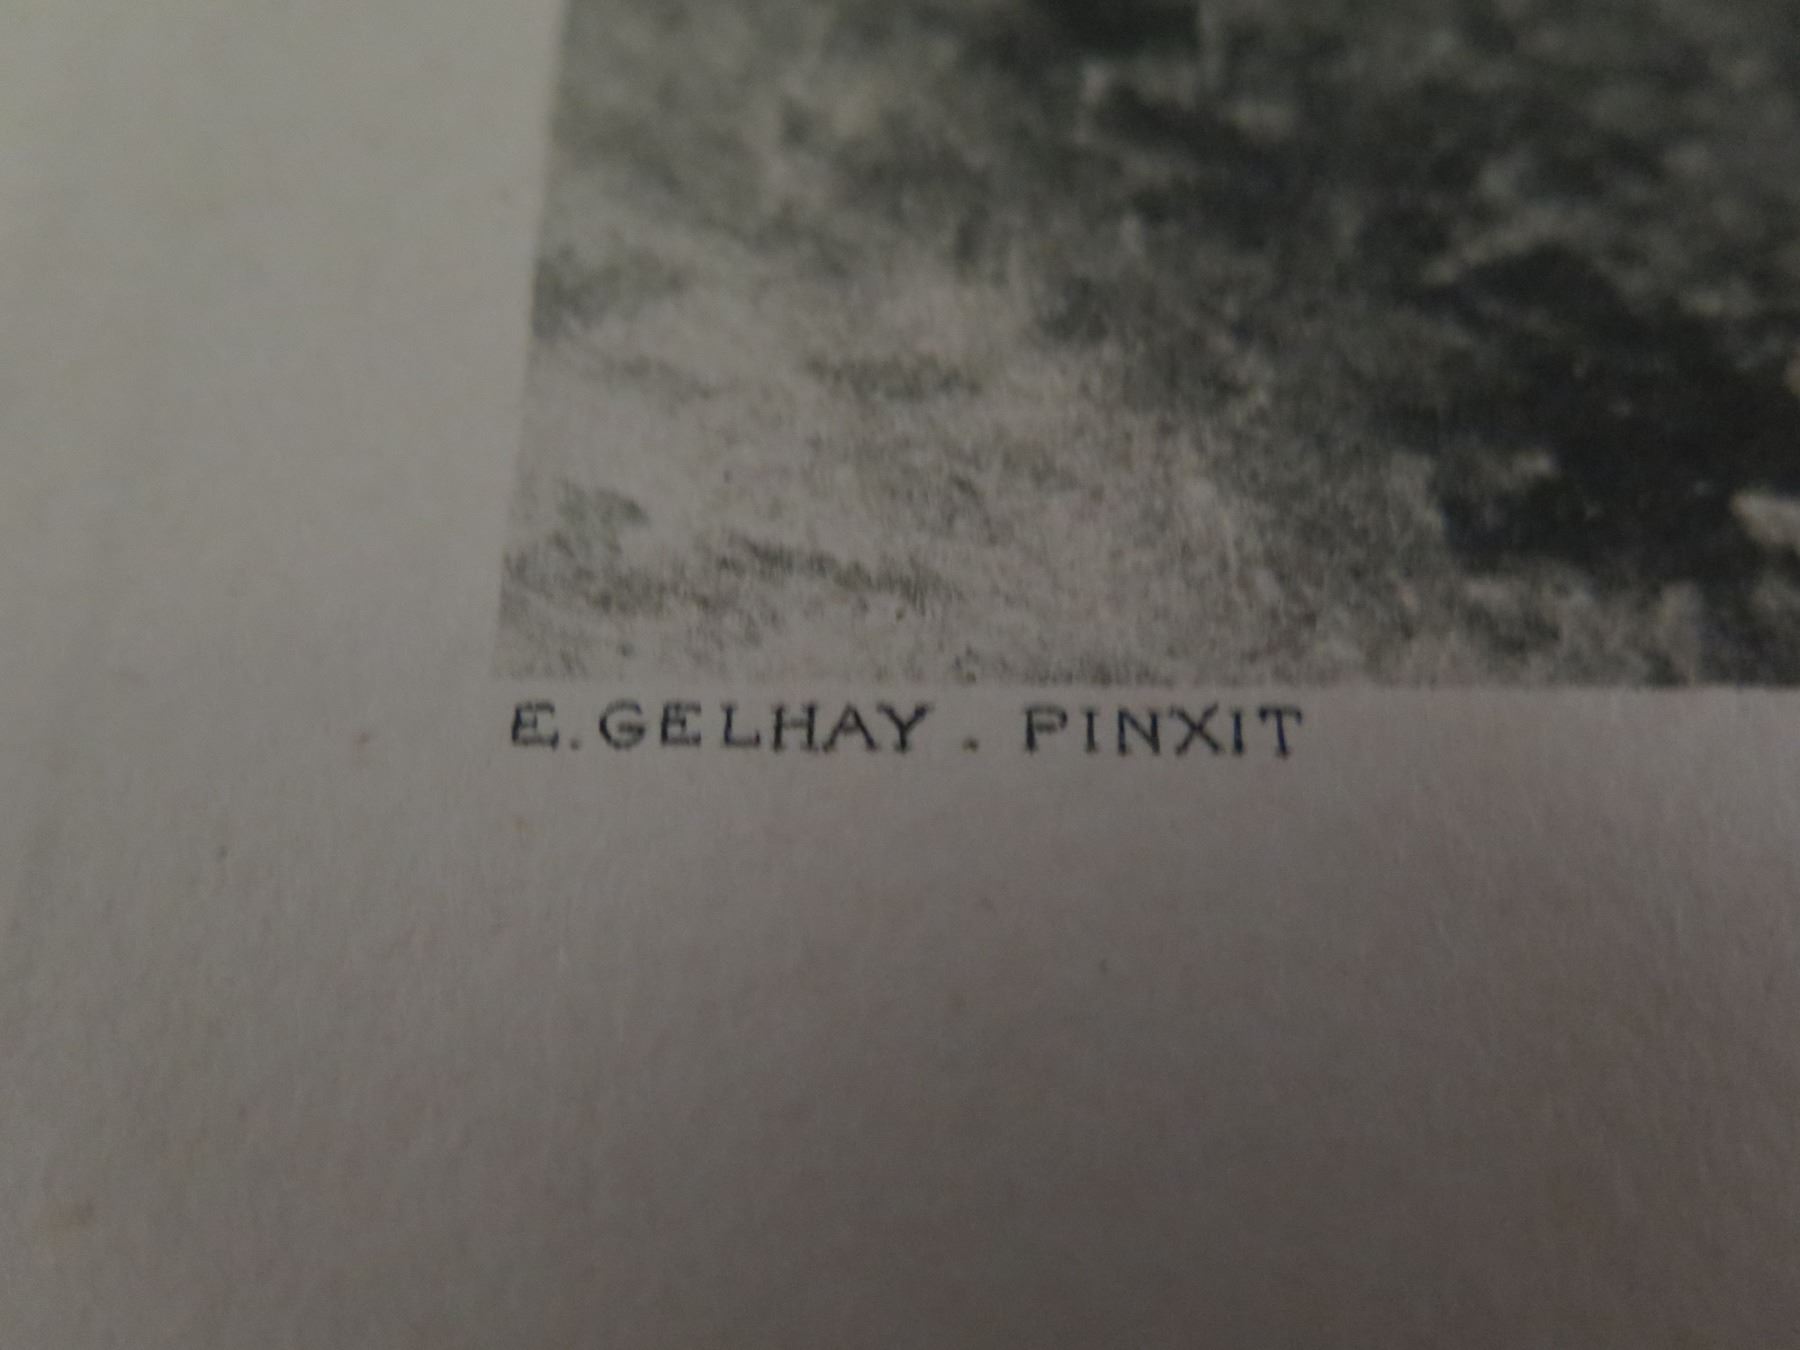 E. GELHAY . PINXIT